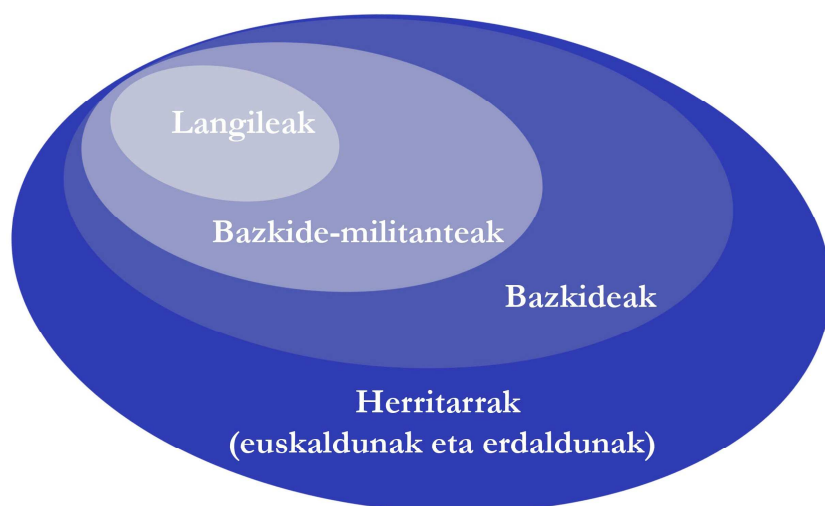 Langileak
Bazkide-militanteak
Bazkideak
Herritarrak
(euskaldunak eta erdaldunak)